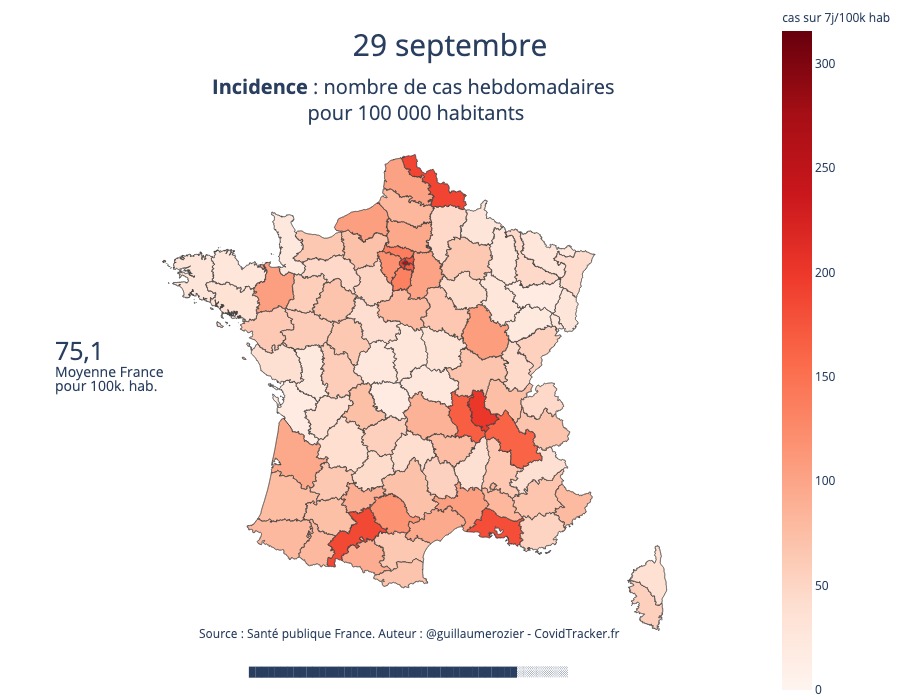 cas sur 7j/100k hab
29 septembre
Incidence : nombre de cas hebdomadaires
pour 100 000 habitants
300
250
200
150
100
50
0
75,1
Moyenne France
pour 100k. hab.
Source : Santé publique France. Auteur : @guillaumerozier - CovidTracker.fr